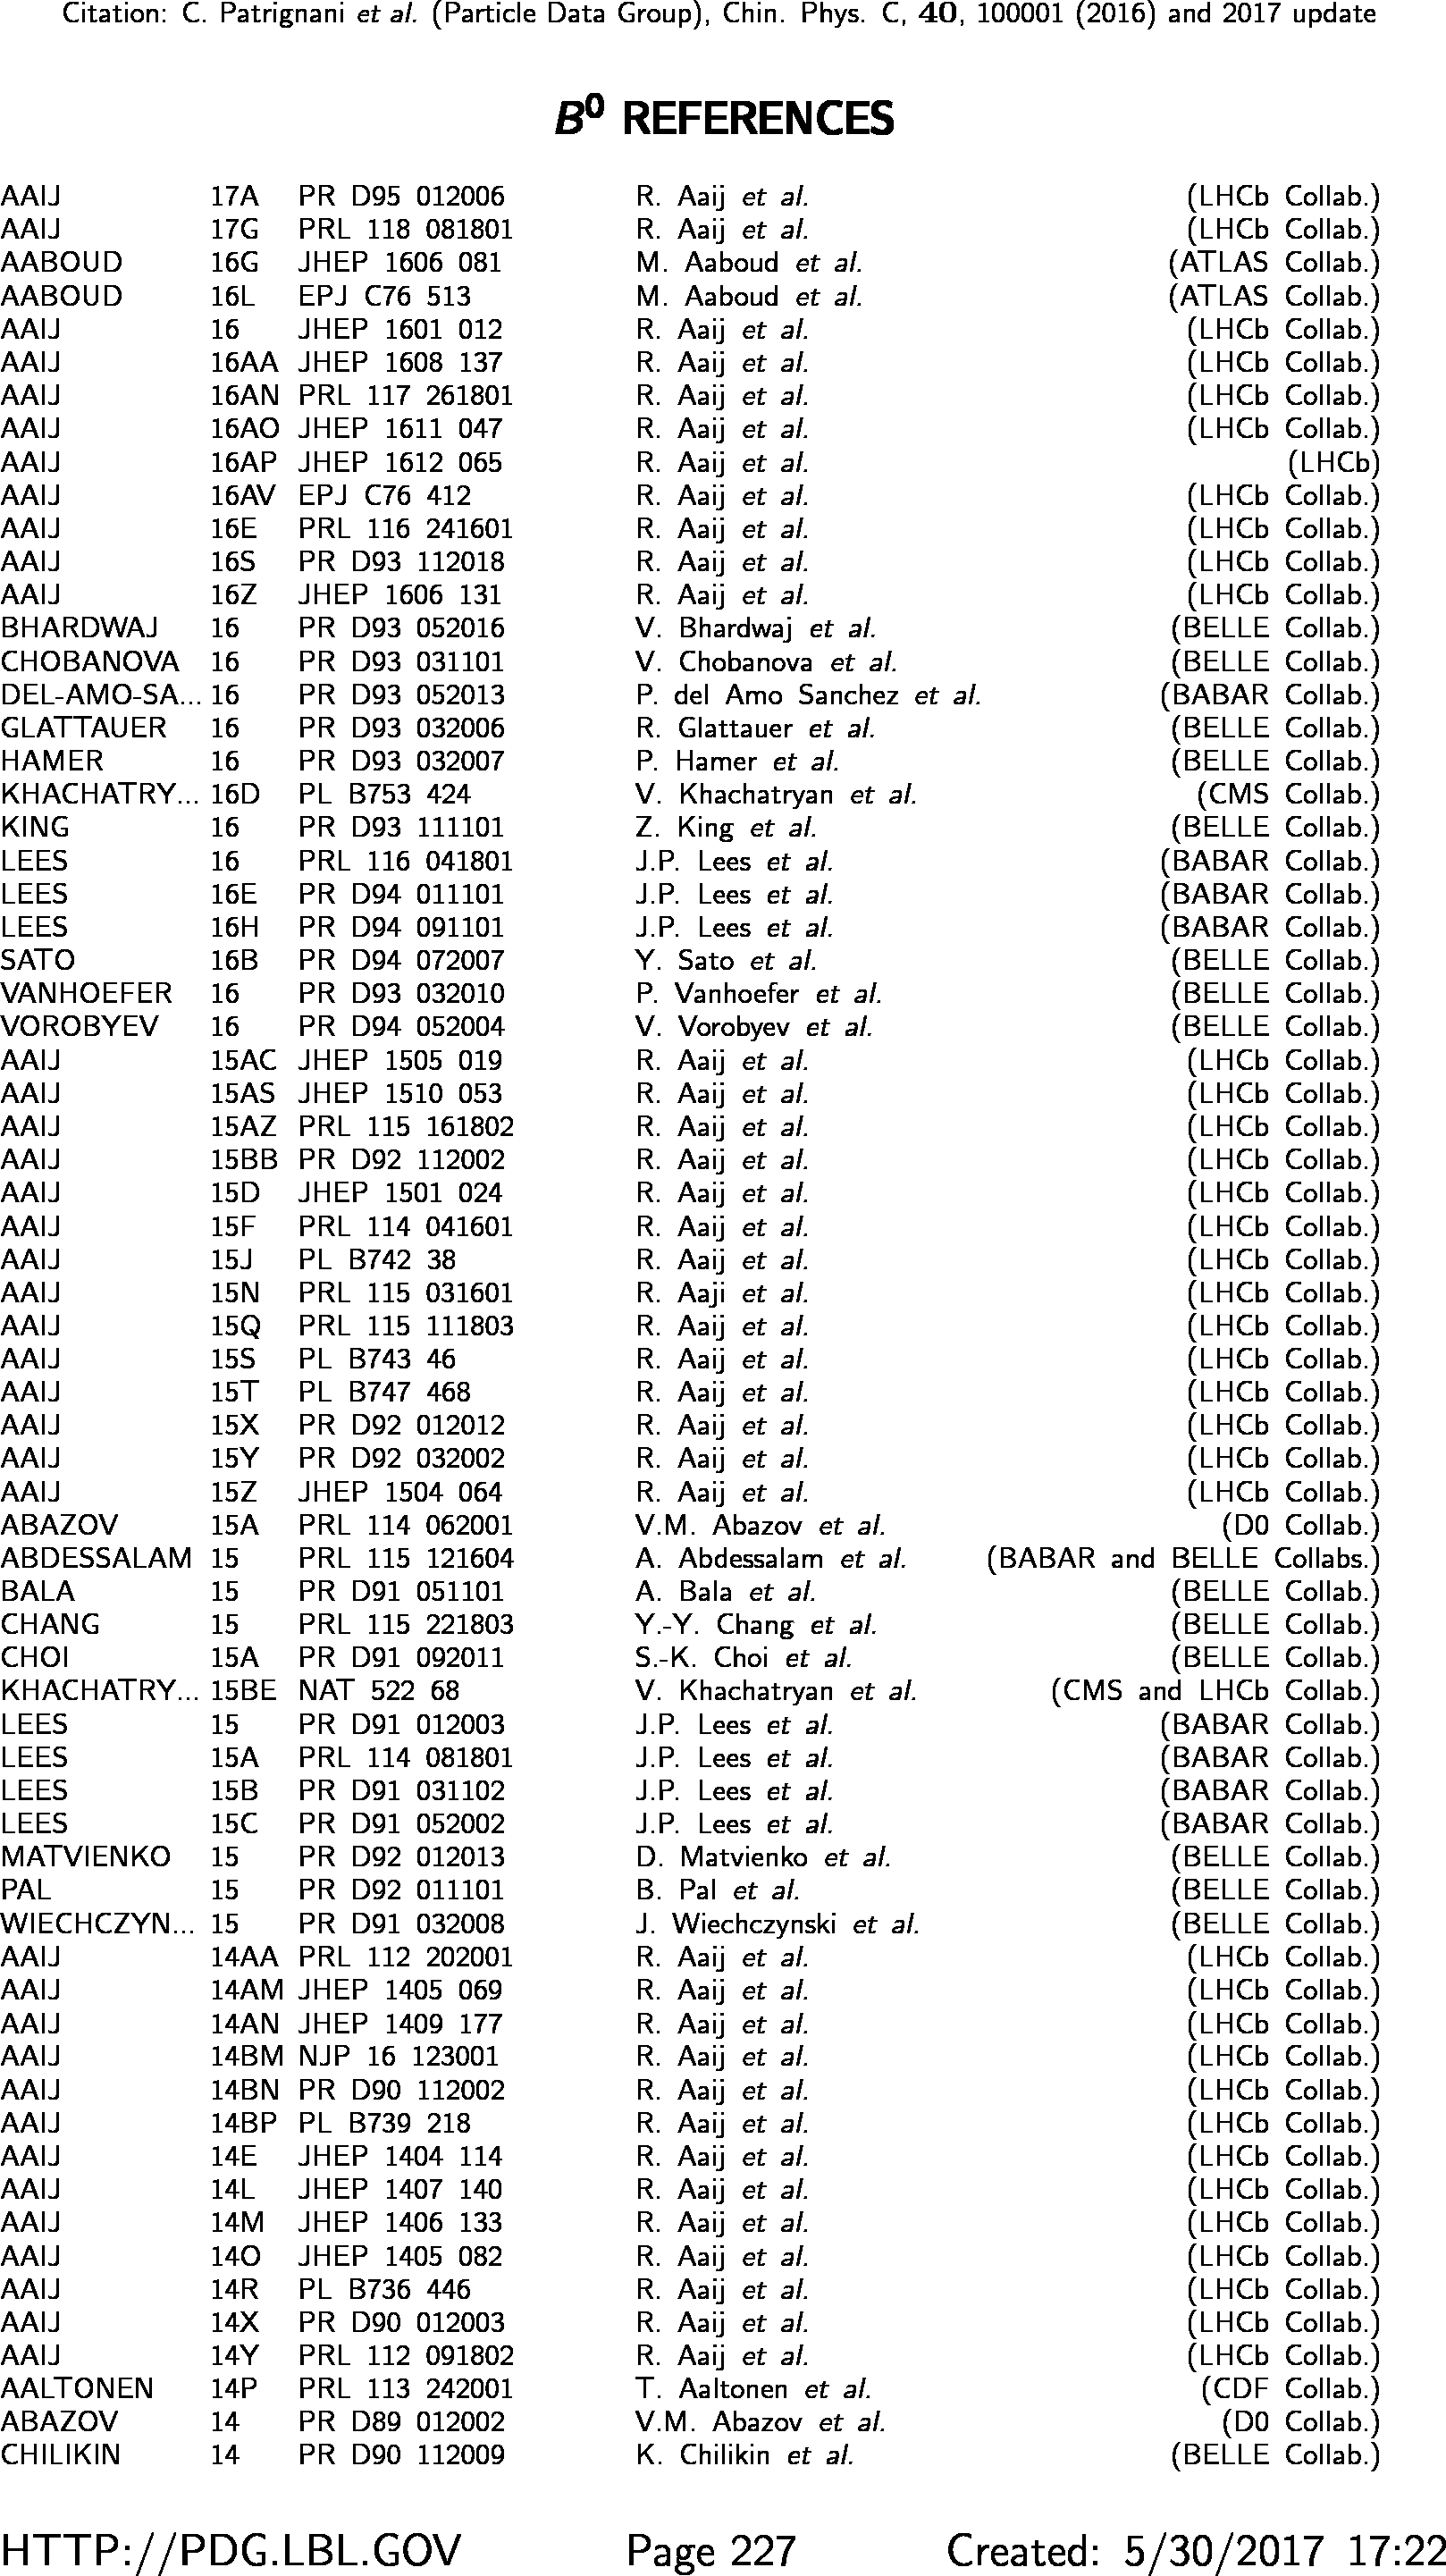 Citation: C. Patrignani et al. (Particle Data Group), Chin. Phys. C, 40, 100001 (2016) and 2017 update
B⁰ REFERENCES
AAIJ 17A PR D95 012006 R. Aaij et al. (LHCb Collab.)
AAIJ 17G PRL 118 081801 R. Aaij et al. (LHCb Collab.)
AABOUD 16G JHEP 1606 081 M. Aaboud et al. (ATLAS Collab.)
AABOUD 16L EPJ C76 513 M. Aaboud et al. (ATLAS Collab.)
AAIJ 16 JHEP 1601 012 R. Aaij et al. (LHCb Collab.)
AAIJ 16AA JHEP 1608 137 R. Aaij et al. (LHCb Collab.)
AAIJ 16AN PRL 117 261801 R. Aaij et al. (LHCb Collab.)
AAIJ 16AO JHEP 1611 047 R. Aaij et al. (LHCb Collab.)
AAIJ 16AP JHEP 1612 065 R. Aaij et al. (LHCb)
AAIJ 16AV EPJ C76 412 R. Aaij et al. (LHCb Collab.)
AAIJ 16E PRL 116 241601 R. Aaij et al. (LHCb Collab.)
AAIJ 16S PR D93 112018 R. Aaij et al. (LHCb Collab.)
AAIJ 16Z JHEP 1606 131 R. Aaij et al. (LHCb Collab.)
BHARDWAJ 16 PR D93 052016 V. Bhardwaj et al. (BELLE Collab.)
CHOBANOVA 16 PR D93 031101 V. Chobanova et al. (BELLE Collab.)
DEL-AMO-SA... 16 PR D93 052013 P. del Amo Sanchez et al. (BABAR Collab.)
GLATTAUER 16 PR D93 032006 R. Glattauer et al. (BELLE Collab.)
HAMER 16 PR D93 032007 P. Hamer et al. (BELLE Collab.)
KHACHATRY... 16D PL B753 424 V. Khachatryan et al. (CMS Collab.)
KING 16 PR D93 111101 Z. King et al. (BELLE Collab.)
LEES 16 PRL 116 041801 J.P. Lees et al. (BABAR Collab.)
LEES 16E PR D94 011101 J.P. Lees et al. (BABAR Collab.)
LEES 16H PR D94 091101 J.P. Lees et al. (BABAR Collab.)
SATO 16B PR D94 072007 Y. Sato et al. (BELLE Collab.)
VANHOEFER 16 PR D93 032010 P. Vanhoefer et al. (BELLE Collab.)
VOROBYEV 16 PR D94 052004 V. Vorobyev et al. (BELLE Collab.)
AAIJ 15AC JHEP 1505 019 R. Aaij et al. (LHCb Collab.)
AAIJ 15AS JHEP 1510 053 R. Aaij et al. (LHCb Collab.)
AAIJ 15AZ PRL 115 161802 R. Aaij et al. (LHCb Collab.)
AAIJ 15BB PR D92 112002 R. Aaij et al. (LHCb Collab.)
AAIJ 15D JHEP 1501 024 R. Aaij et al. (LHCb Collab.)
AAIJ 15F PRL 114 041601 R. Aaij et al. (LHCb Collab.)
AAIJ 15J PL B742 38 R. Aaij et al. (LHCb Collab.)
AAIJ 15N PRL 115 031601 R. Aaji et al. (LHCb Collab.)
AAIJ 15Q PRL 115 111803 R. Aaij et al. (LHCb Collab.)
AAIJ 15S PL B743 46 R. Aaij et al. (LHCb Collab.)
AAIJ 15T PL B747 468 R. Aaij et al. (LHCb Collab.)
AAIJ 15X PR D92 012012 R. Aaij et al. (LHCb Collab.)
AAIJ 15Y PR D92 032002 R. Aaij et al. (LHCb Collab.)
AAIJ 15Z JHEP 1504 064 R. Aaij et al. (LHCb Collab.)
ABAZOV 15A PRL 114 062001 V.M. Abazov et al. (D0 Collab.)
ABDESSALAM 15 PRL 115 121604 A. Abdessalam et al. (BABAR and BELLE Collabs.)
BALA 15 PR D91 051101 A. Bala et al. (BELLE Collab.)
CHANG 15 PRL 115 221803 Y.-Y. Chang et al. (BELLE Collab.)
CHOI 15A PR D91 092011 S.-K. Choi et al. (BELLE Collab.)
KHACHATRY... 15BE NAT 522 68 V. Khachatryan et al. (CMS and LHCb Collab.)
LEES 15 PR D91 012003 J.P. Lees et al. (BABAR Collab.)
LEES 15A PRL 114 081801 J.P. Lees et al. (BABAR Collab.)
LEES 15B PR D91 031102 J.P. Lees et al. (BABAR Collab.)
LEES 15C PR D91 052002 J.P. Lees et al. (BABAR Collab.)
MATVIENKO 15 PR D92 012013 D. Matvienko et al. (BELLE Collab.)
PAL 15 PR D92 011101 B. Pal et al. (BELLE Collab.)
WIECHCZYN... 15 PR D91 032008 J. Wiechczynski et al. (BELLE Collab.)
AAIJ 14AA PRL 112 202001 R. Aaij et al. (LHCb Collab.)
AAIJ 14AM JHEP 1405 069 R. Aaij et al. (LHCb Collab.)
AAIJ 14AN JHEP 1409 177 R. Aaij et al. (LHCb Collab.)
AAIJ 14BM NJP 16 123001 R. Aaij et al. (LHCb Collab.)
AAIJ 14BN PR D90 112002 R. Aaij et al. (LHCb Collab.)
AAIJ 14BP PL B739 218 R. Aaij et al. (LHCb Collab.)
AAIJ 14E JHEP 1404 114 R. Aaij et al. (LHCb Collab.)
AAIJ 14L JHEP 1407 140 R. Aaij et al. (LHCb Collab.)
AAIJ 14M JHEP 1406 133 R. Aaij et al. (LHCb Collab.)
AAIJ 14O JHEP 1405 082 R. Aaij et al. (LHCb Collab.)
AAIJ 14R PL B736 446 R. Aaij et al. (LHCb Collab.)
AAIJ 14X PR D90 012003 R. Aaij et al. (LHCb Collab.)
AAIJ 14Y PRL 112 091802 R. Aaij et al. (LHCb Collab.)
AALTONEN 14P PRL 113 242001 T. Aaltonen et al. (CDF Collab.)
ABAZOV 14 PR D89 012002 V.M. Abazov et al. (D0 Collab.)
CHILIKIN 14 PR D90 112009 K. Chilikin et al. (BELLE Collab.)
HTTP://PDG.LBL.GOV Page 227 Created: 5/30/2017 17:22